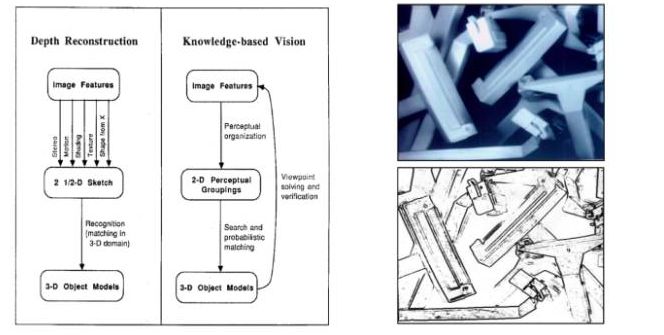 Depth Reconstruction
Image Features
Stereo
Motion
Shading
Texture
Shape from X
2 1/2-D Sketch
Recognition
(matching in
3-D domain)
3-D Object Models
Knowledge-based Vision
Image Features
Perceptual
organization
2-D Perceptual
Groupings
Viewpoint
solving and
verification
Search and
probabilistic
matching
3-D Object Models